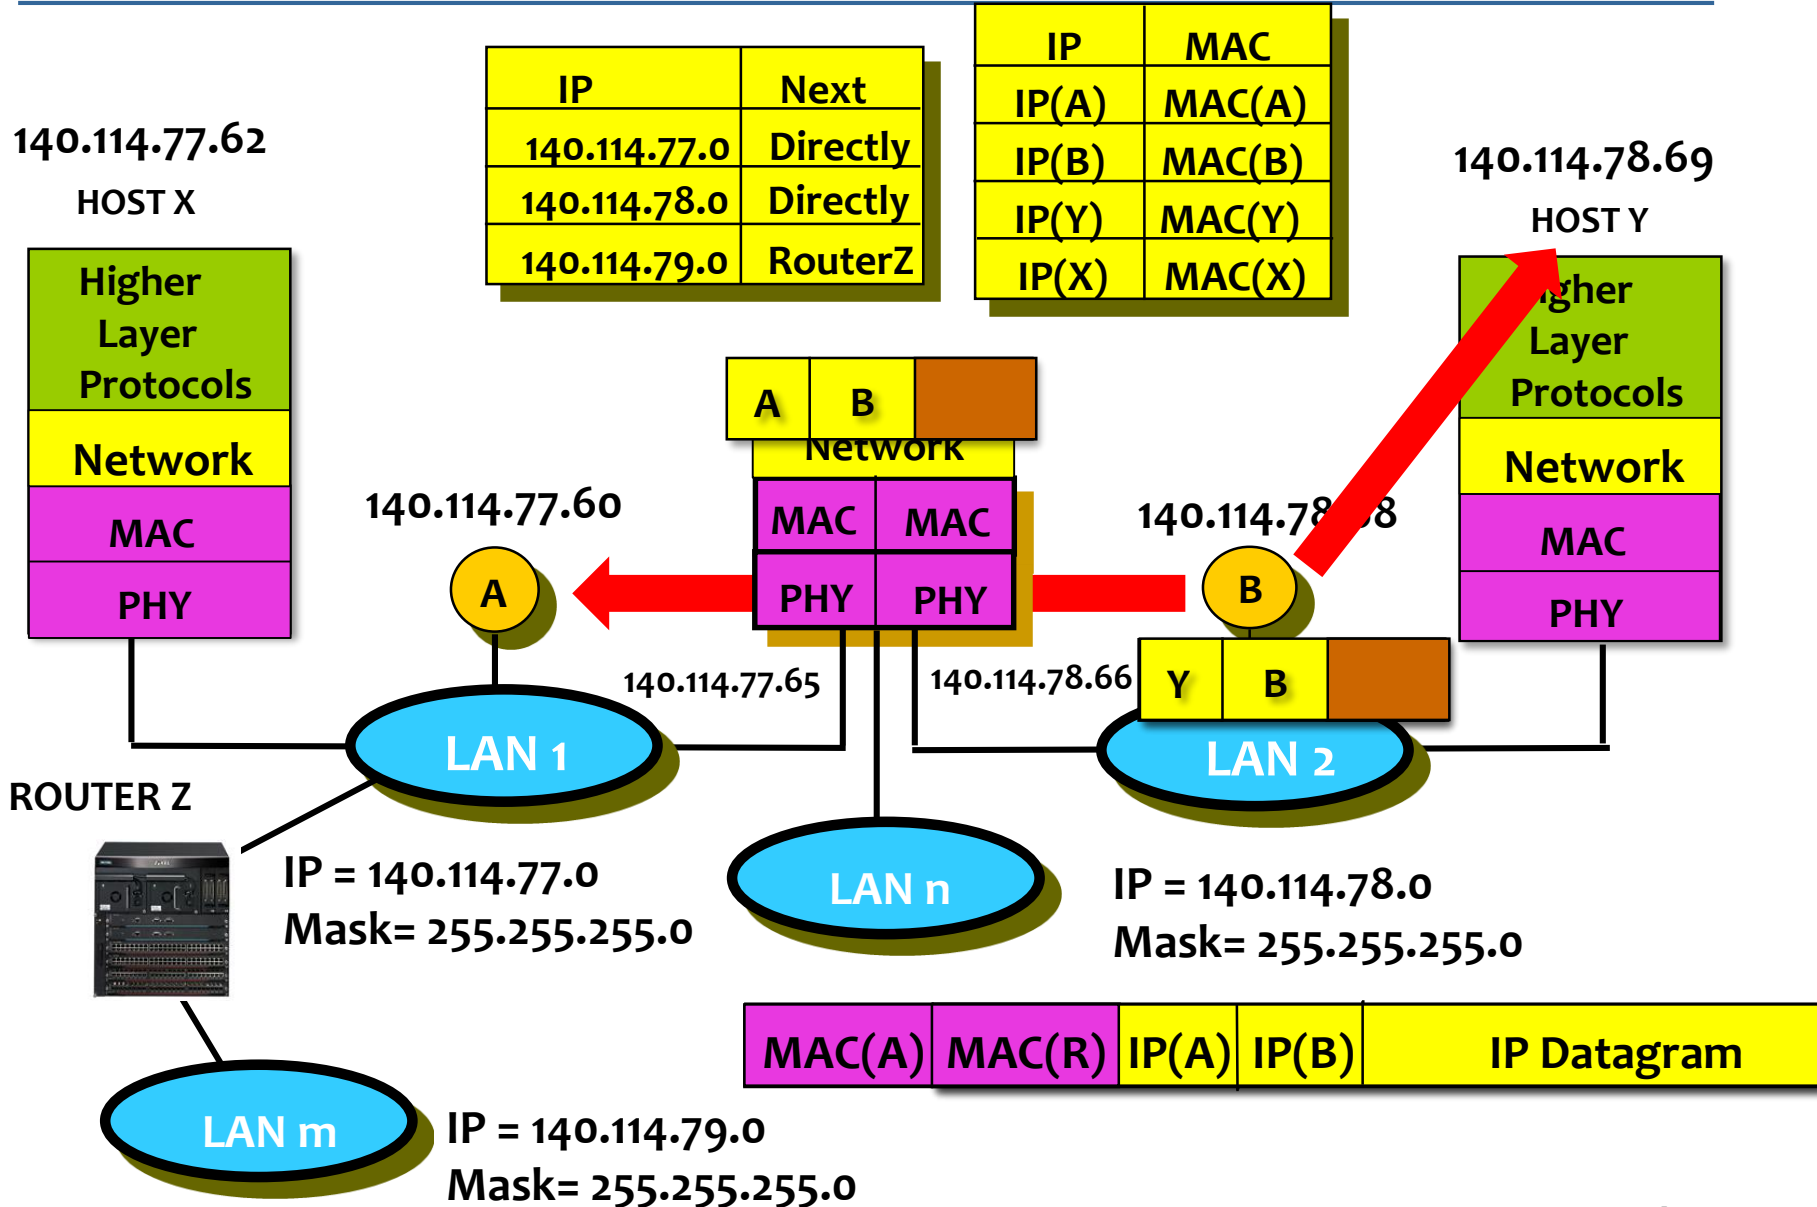 IP Next
140.114.77.0 Directly
140.114.78.0 Directly
140.114.79.0 RouterZ
IP MAC
IP(A) MAC(A)
IP(B) MAC(B)
IP(Y) MAC(Y)
IP(X) MAC(X)
140.114.77.62
HOST X
Higher
Layer
Protocols
Network
MAC
PHY
140.114.78.69
HOST Y
Layer
Protocols
Network
MAC
PHY
A B
Network
MAC MAC
PHY PHY
140.114.77.60
A
B
Y B
140.114.77.65
140.114.78.66
LAN 1
LAN 2
LAN n
ROUTER Z
IP = 140.114.77.0
Mask= 255.255.255.0
IP = 140.114.78.0
Mask= 255.255.255.0
MAC(A) MAC(R) IP(A) IP(B) IP Datagram
LAN m
IP = 140.114.79.0
Mask= 255.255.255.0